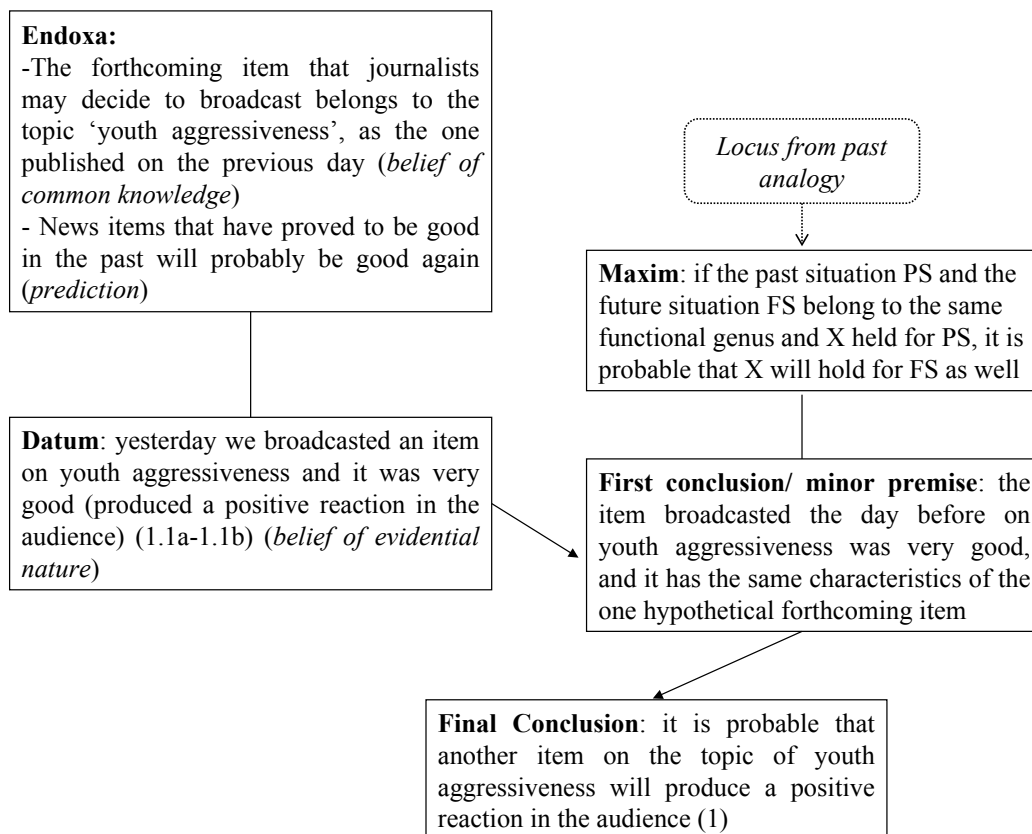 Endoxa:
-The forthcoming item that journalists
may decide to broadcast belongs to the
topic ‘youth aggressiveness’, as the one
published on the previous day (belief of
common knowledge)
- News items that have proved to be good
in the past will probably be good again
(prediction)
Locus from past
analogy
Maxim: if the past situation PS and the
future situation FS belong to the same
functional genus and X held for PS, it is
probable that X will hold for FS as well
Datum: yesterday we broadcasted an item
on youth aggressiveness and it was very
good (produced a positive reaction in the
audience) (1.1a-1.1b) (belief of evidential
nature)
First conclusion/ minor premise: the
item broadcasted the day before on
youth aggressiveness was very good,
and it has the same characteristics of the
one hypothetical forthcoming item
Final Conclusion: it is probable that
another item on the topic of youth
aggressiveness will produce a positive
reaction in the audience (1)